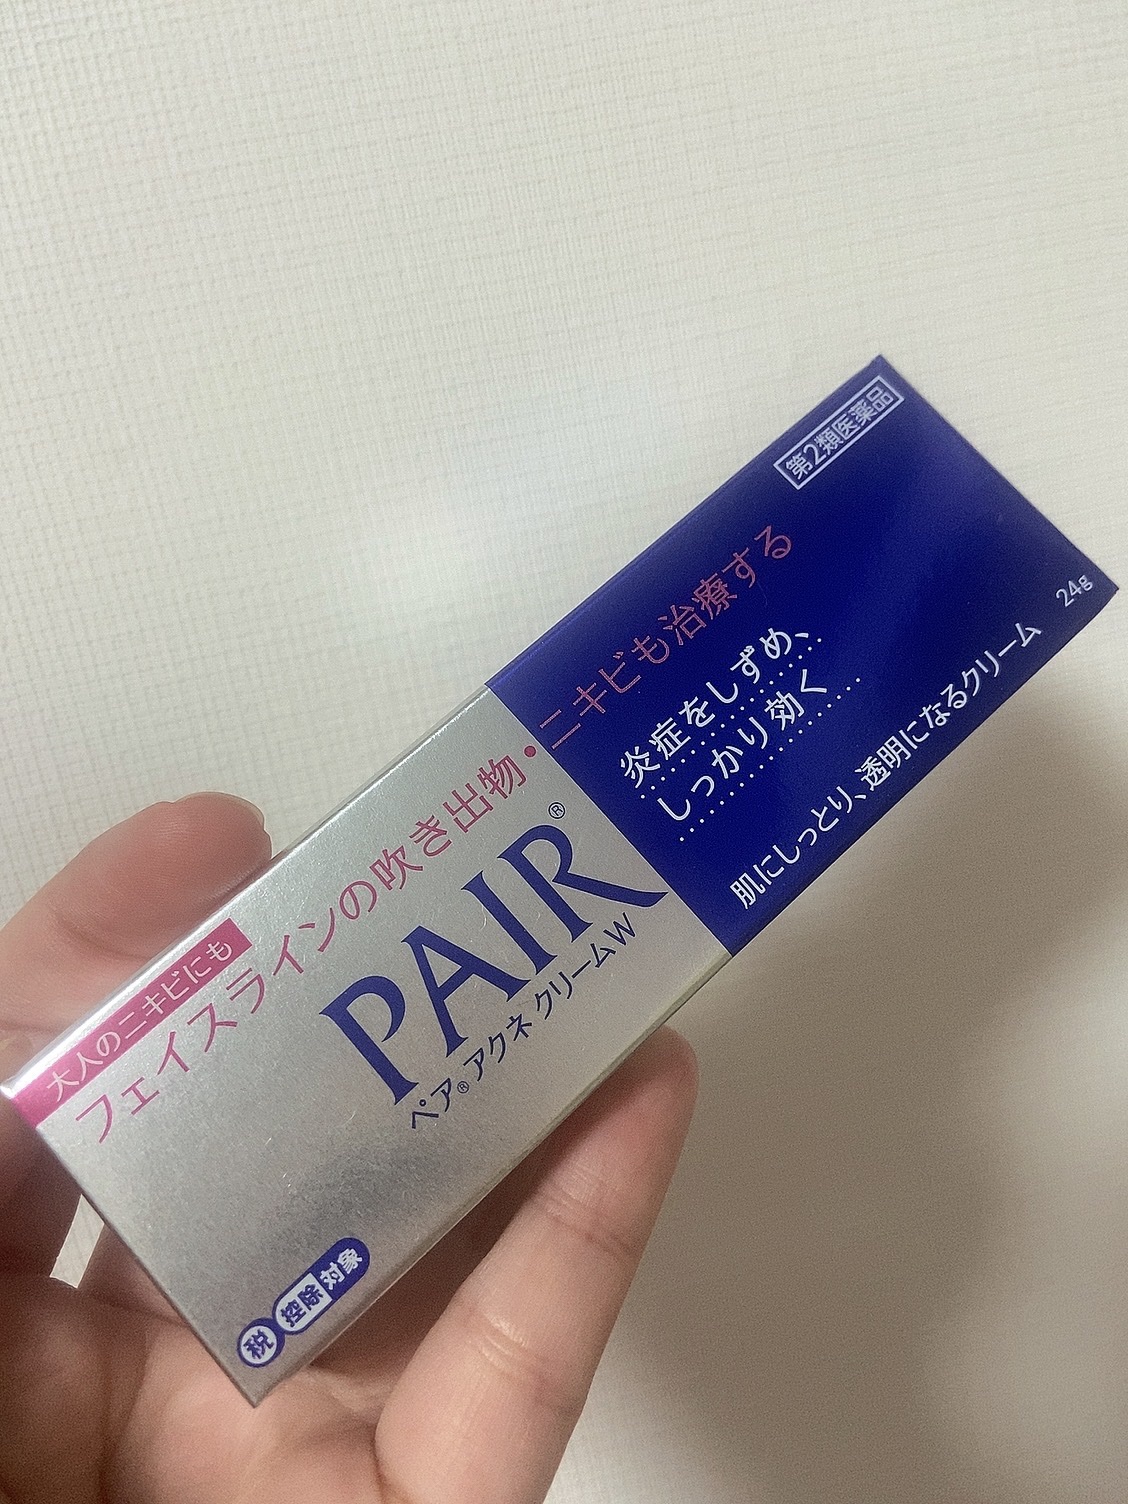 第2類医薬品
大人のニキビにも
フェイスラインの吹き出物・ニキビも治療する
炎症をしずめ、
しっかり効く
PAIR®
ペア®アクネクリームW
肌にしっとり、透明になるクリーム
24g
税 控除対象